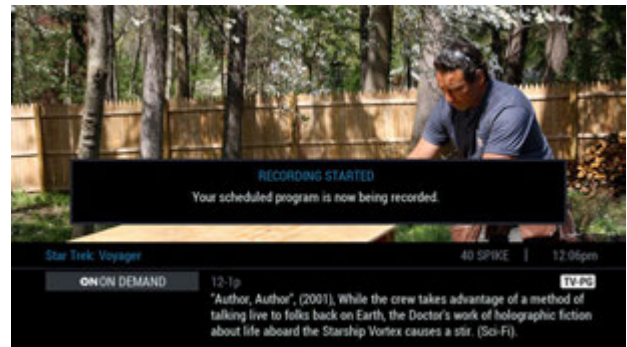 RECORDING STARTED
Your scheduled program is now being recorded.
Star Trek: Voyager 40 SPIKE | 12:06pm
ON ON DEMAND 12-1p TV-PG
"Author, Author", (2001), While the crew takes advantage of a method of
talking live to folks back on Earth, the Doctor's work of holographic fiction
about life aboard the Starship Vortex causes a stir. (Sci-Fi).